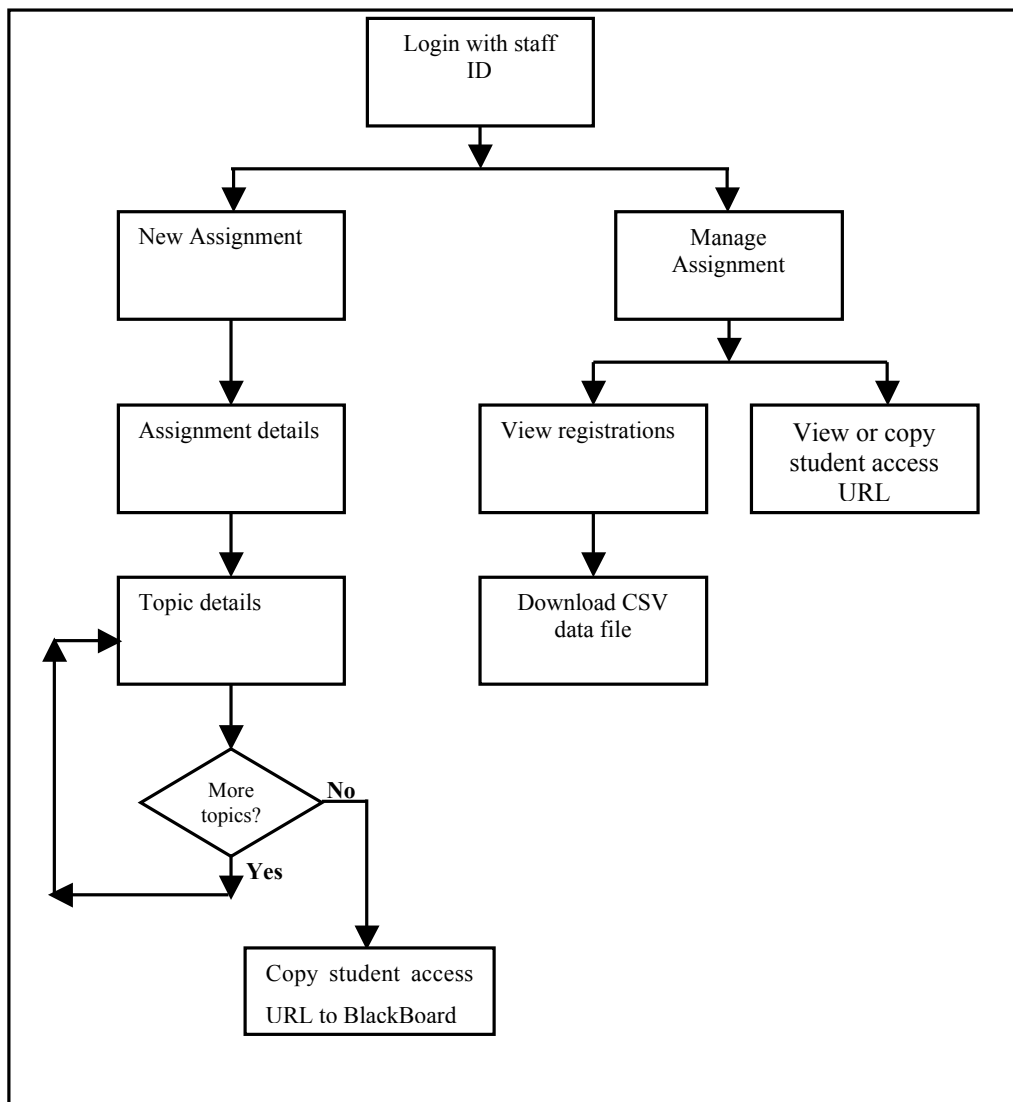 Login with staff
ID
New Assignment
Manage
Assignment
Assignment details
View registrations
View or copy
student access
URL
Topic details
Download CSV
data file
More
topics?
No
Yes
Copy student access
URL to BlackBoard